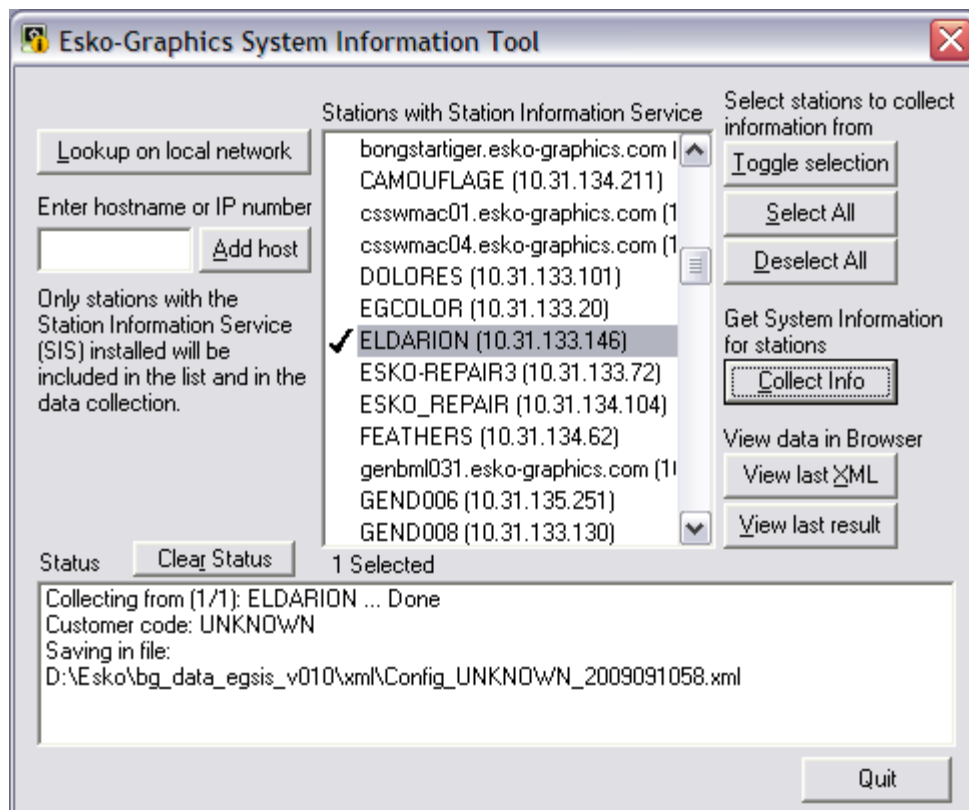 Esko-Graphics System Information Tool
Lookup on local network
Enter hostname or IP number
Add host
Only stations with the
Station Information Service
(SIS) installed will be
included in the list and in the
data collection.
Stations with Station Information Service
bongstartiger.esko-graphics.com
CAMOUFLAGE (10.31.134.211)
csswmac01.esko-graphics.com (1
csswmac04.esko-graphics.com (1
DOLORES (10.31.133.101)
EGCOLOR (10.31.133.20)
ELDARION (10.31.133.146)
ESKO-REPAIR3 (10.31.133.72)
ESKO_REPAIR (10.31.134.104)
FEATHERS (10.31.134.62)
genbml031.esko-graphics.com (1
GEND006 (10.31.135.251)
GEND008 (10.31.133.130)
Select stations to collect
information from
Toggle selection
Select All
Deselect All
Get System Information
for stations
Collect Info
View data in Browser
View last XML
View last result
Status
Clear Status
1 Selected
Collecting from (1/1): ELDARION ... Done
Customer code: UNKNOWN
Saving in file:
D:\Esko\bg_data_egsis_v010\xml\Config_UNKNOWN_2009091058.xml
Quit